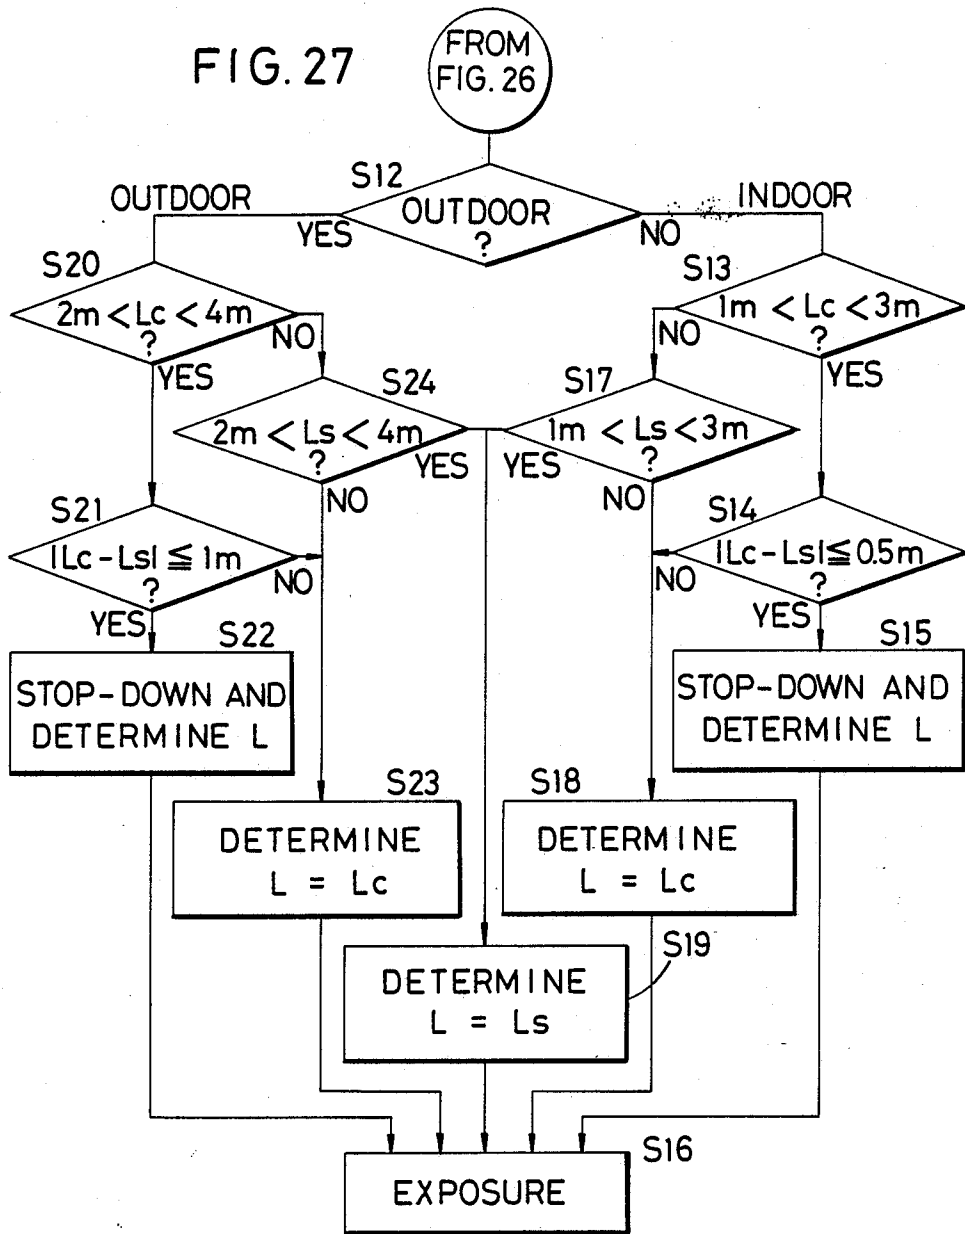 FIG. 27
FROM
FIG. 26
S12
OUTDOOR
INDOOR
OUTDOOR
?
YES
NO
S20
2m < Lc < 4m
?
NO
YES
S13
1m < Lc < 3m
?
NO
YES
S24
2m < Ls < 4m
?
YES
NO
S17
1m < Ls < 3m
?
YES
NO
S21
|Lc-Ls| ≦ 1m
?
NO
YES
S14
|Lc-Ls| ≦ 0.5m
?
NO
YES
S22
STOP-DOWN AND
DETERMINE L
S15
STOP-DOWN AND
DETERMINE L
S23
DETERMINE
L = Lc
S18
DETERMINE
L = Lc
S19
DETERMINE
L = Ls
S16
EXPOSURE